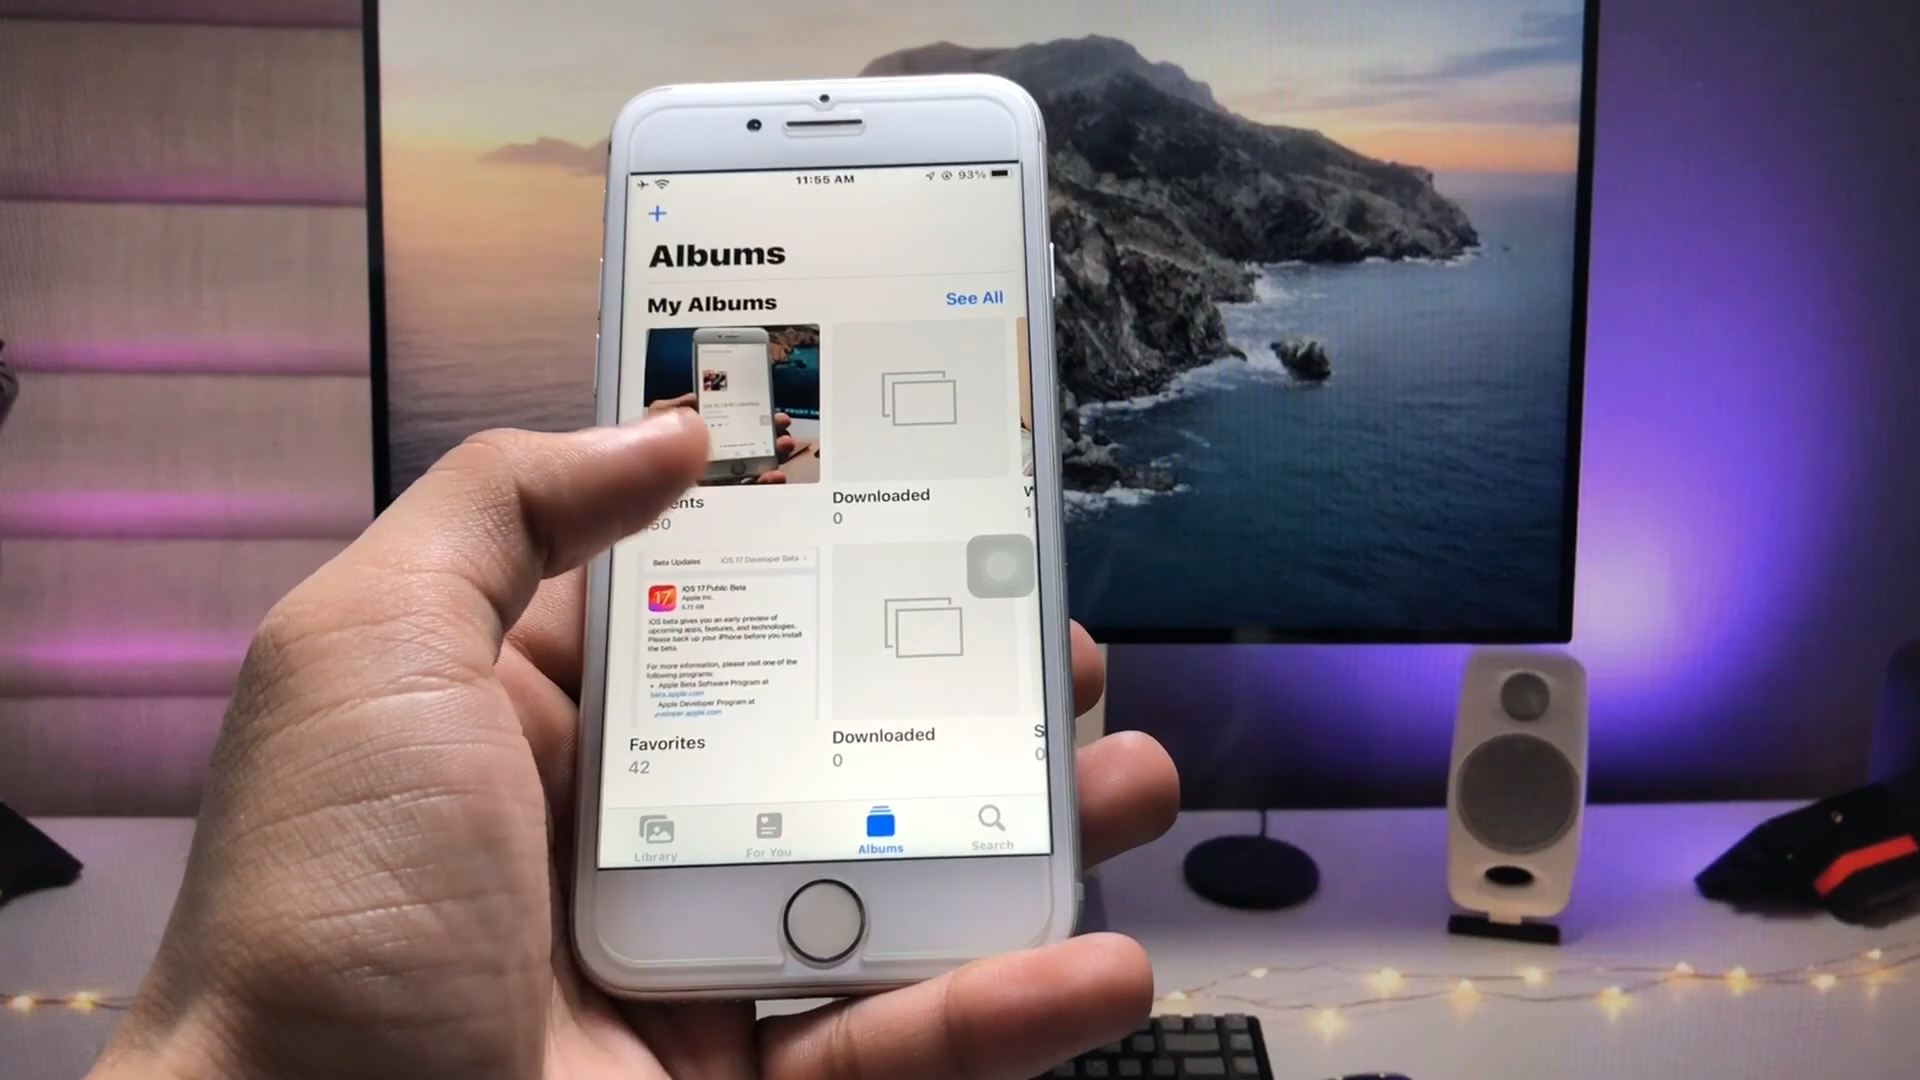 11:55 AM
93%
+
Albums
My Albums
See All
ents
50
Downloaded
0
Beta Updates
iOS 17 Developer Beta >
17
iOS 17 Public Beta
Apple Inc.
5.72 GB
iOS beta gives you an early preview of
upcoming apps, features, and technologies.
Please back up your iPhone before you install
the beta.
For more information, please visit one of the
following programs:
• Apple Beta Software Program at
beta.apple.com
Apple Developer Program at
eveloper.apple.com
Favorites
42
Downloaded
0
S
0
Library
For You
Albums
Search